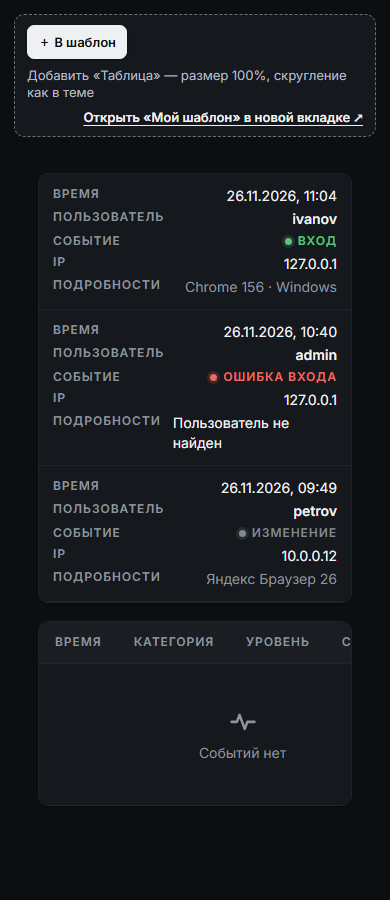 + В шаблон
Добавить «Таблица» — размер 100%, скругление
как в теме
Открыть «Мой шаблон» в новой вкладке ↗
ВРЕМЯ 26.11.2026, 11:04
ПОЛЬЗОВАТЕЛЬ ivanov
СОБЫТИЕ ВХОД
IP 127.0.0.1
ПОДРОБНОСТИ Chrome 156 · Windows
ВРЕМЯ 26.11.2026, 10:40
ПОЛЬЗОВАТЕЛЬ admin
СОБЫТИЕ ОШИБКА ВХОДА
IP 127.0.0.1
ПОДРОБНОСТИ Пользователь не
найден
ВРЕМЯ 26.11.2026, 09:49
ПОЛЬЗОВАТЕЛЬ petrov
СОБЫТИЕ ИЗМЕНЕНИЕ
IP 10.0.0.12
ПОДРОБНОСТИ Яндекс Браузер 26
ВРЕМЯ КАТЕГОРИЯ УРОВЕНЬ С
Событий нет